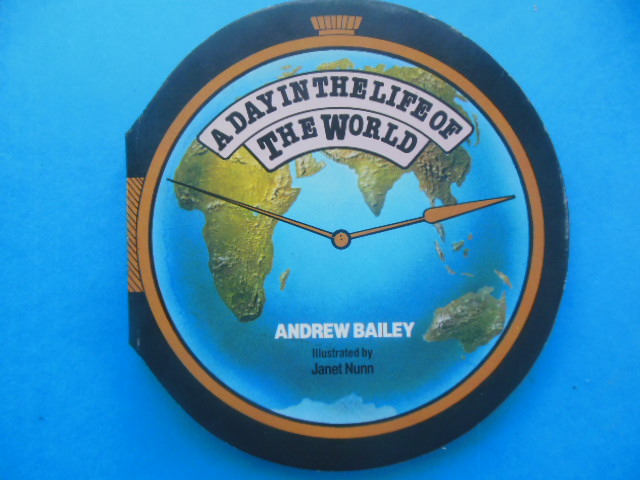 A DAY IN THE LIFE OF
THE WORLD
ANDREW BAILEY
Illustrated by
Janet Nunn